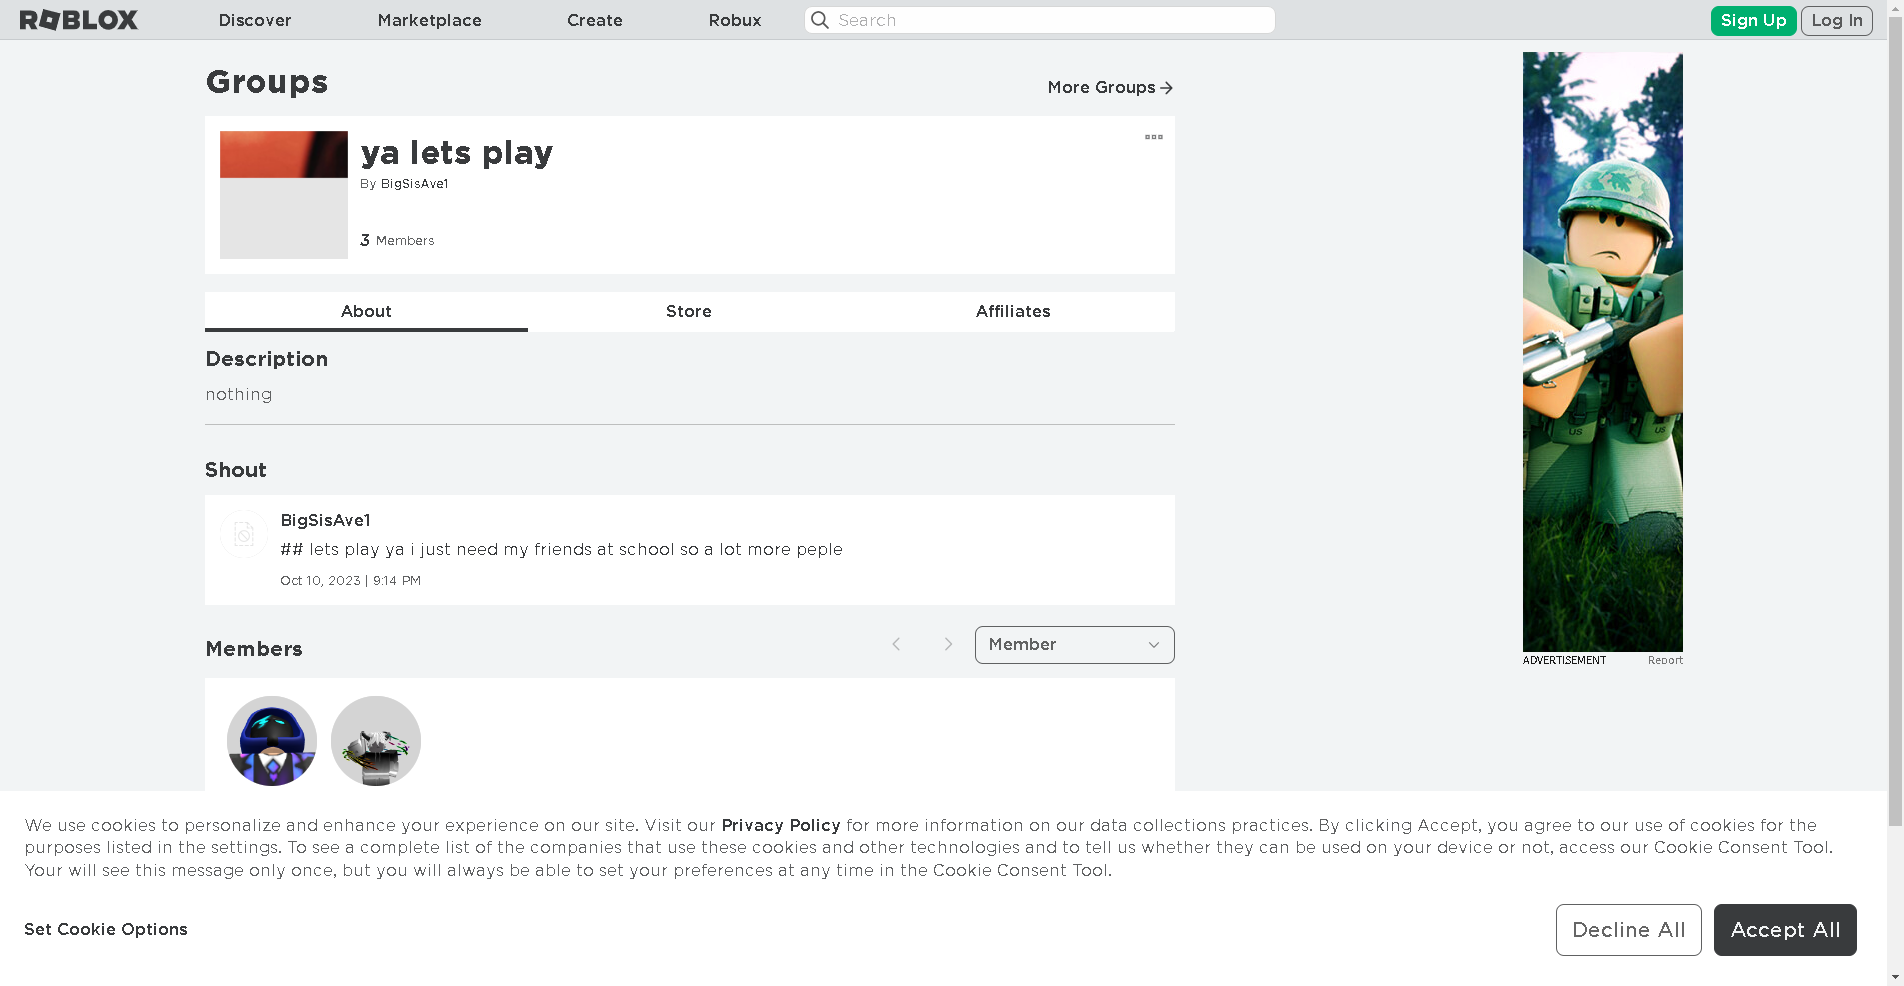 ROBLOX Discover Marketplace Create Robux Search Sign Up Log In
Groups
More Groups
ya lets play
By BigSisAve1
3 Members
About Store Affiliates
Description
nothing
Shout
BigSisAve1
## lets play ya i just need my friends at school so a lot more peple
Oct 10, 2023 | 9:14 PM
Members
Member
US US
ADVERTISEMENT Report
We use cookies to personalize and enhance your experience on our site. Visit our Privacy Policy for more information on our data collections practices. By clicking Accept, you agree to our use of cookies for the
purposes listed in the settings. To see a complete list of the companies that use these cookies and other technologies and to tell us whether they can be used on your device or not, access our Cookie Consent Tool.
Your will see this message only once, but you will always be able to set your preferences at any time in the Cookie Consent Tool.
Set Cookie Options
Decline All Accept All